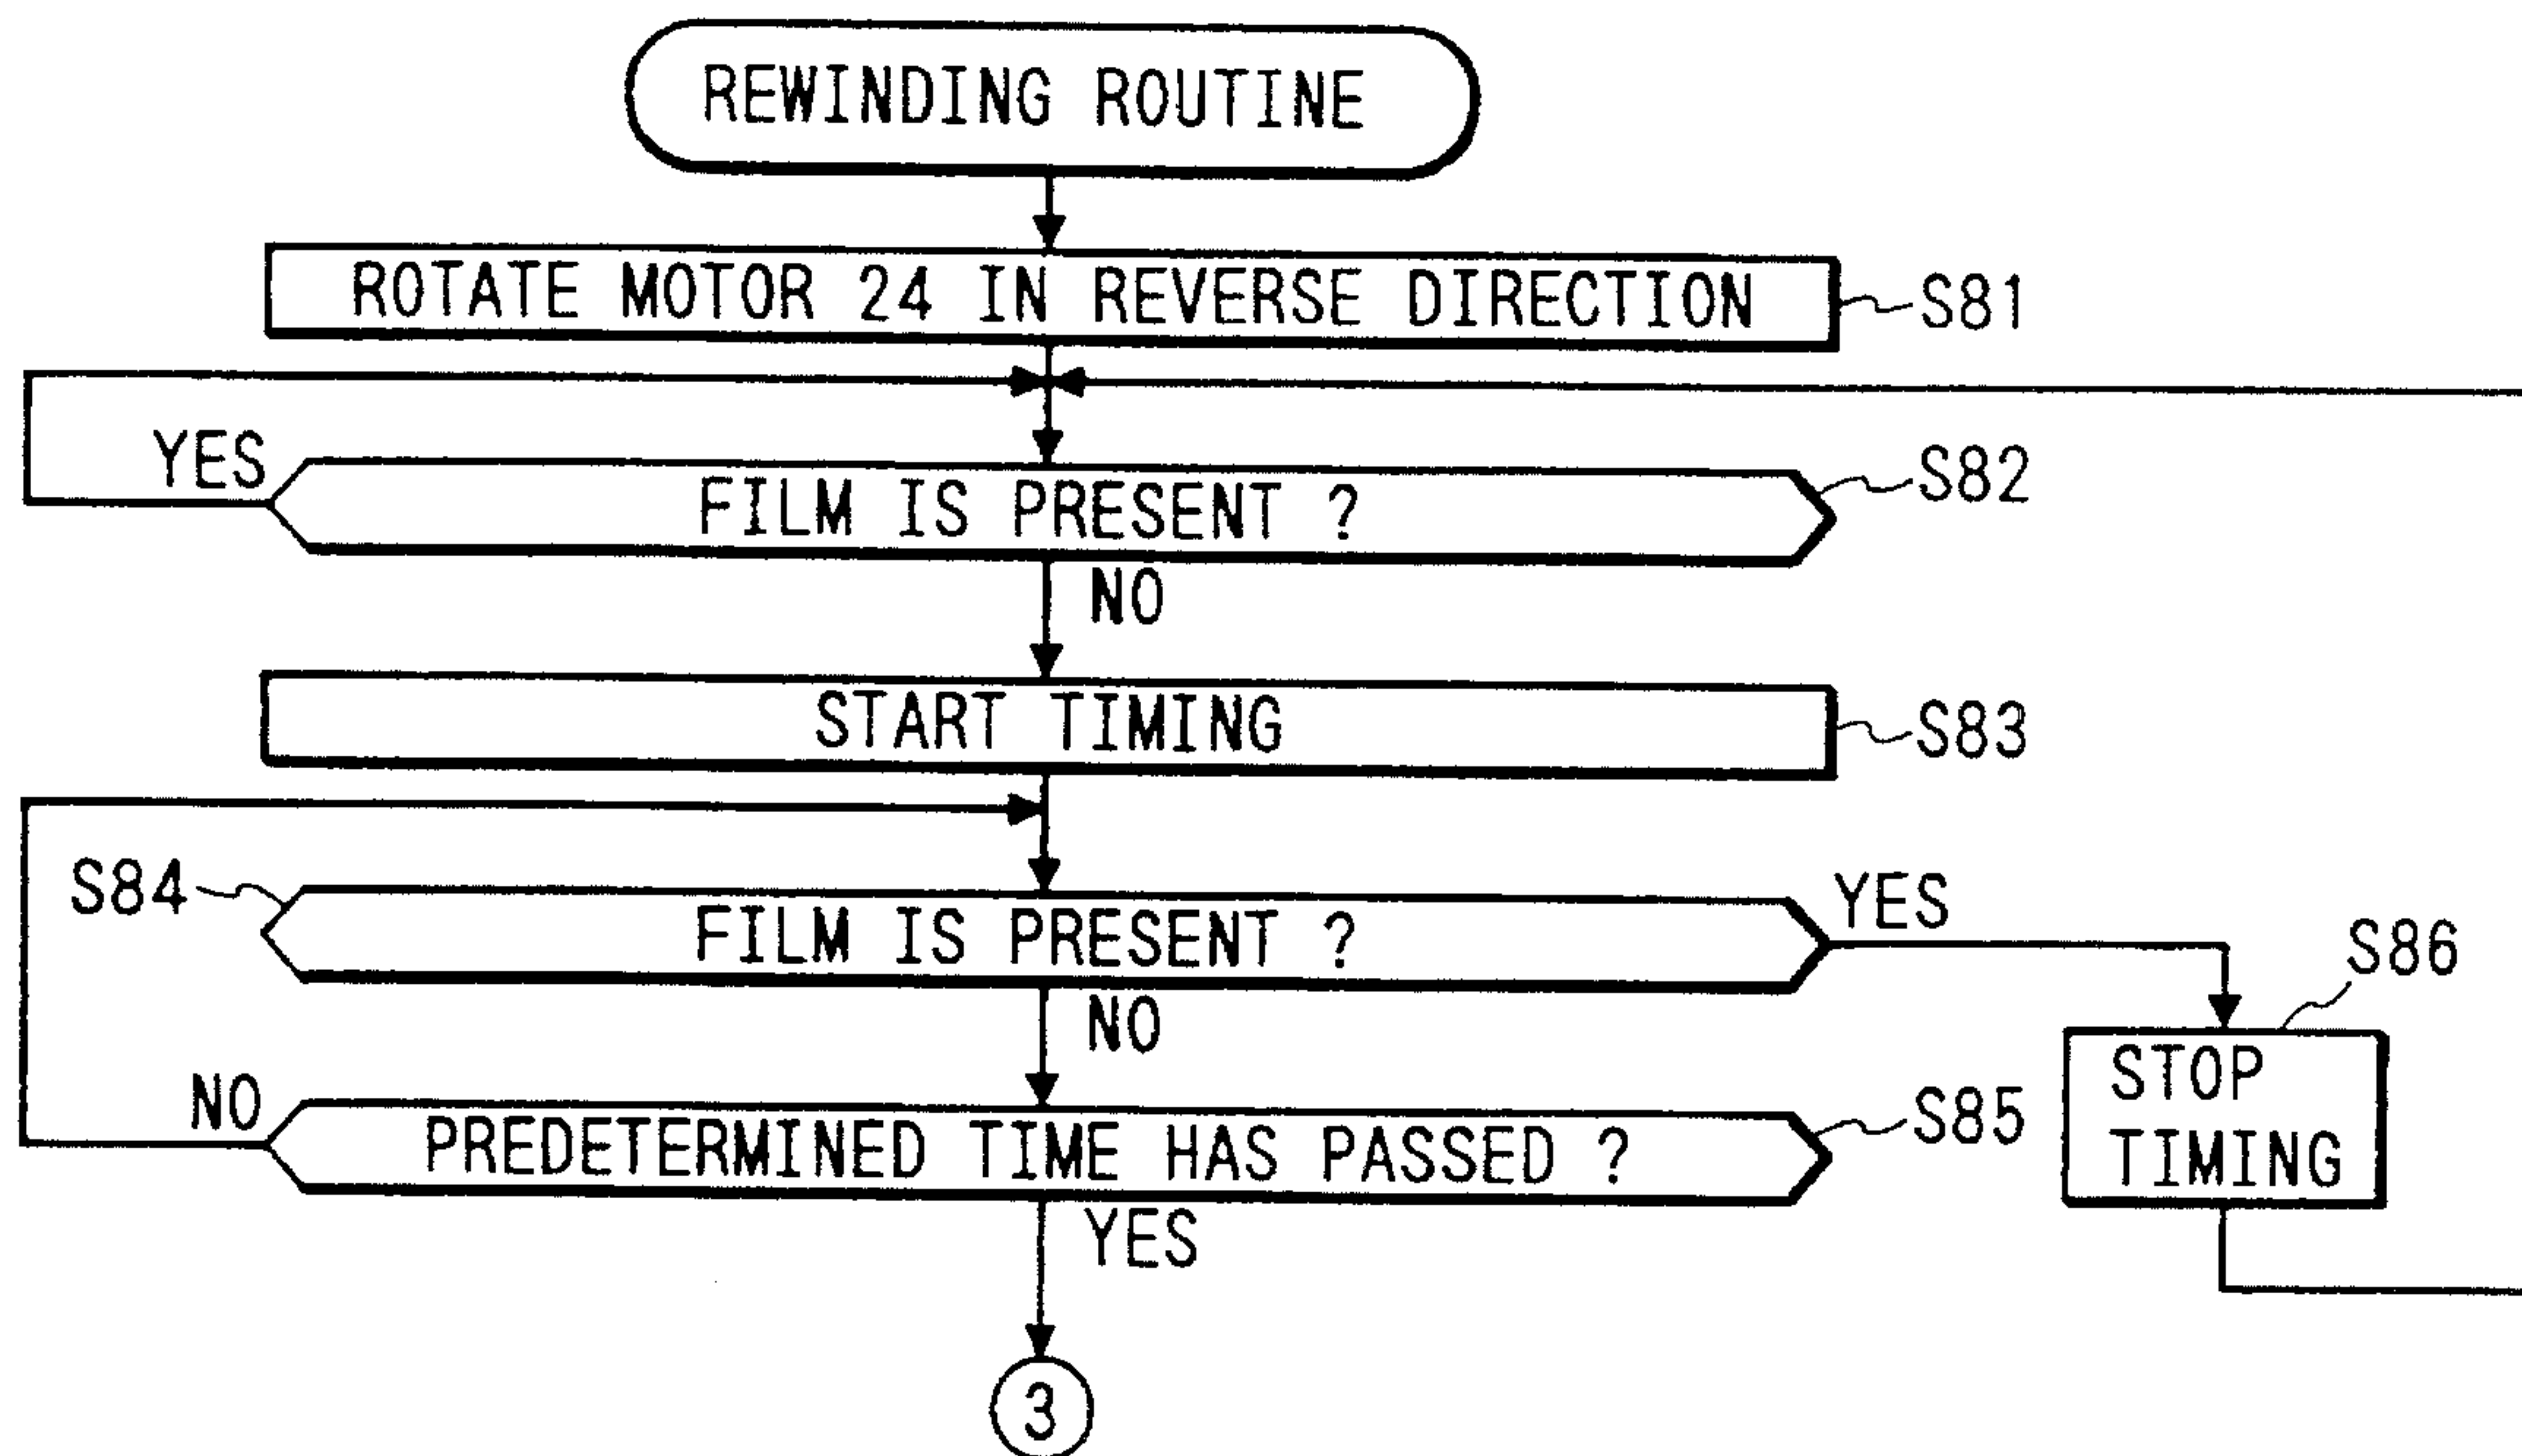 REWINDING ROUTINE
ROTATE MOTOR 24 IN REVERSE DIRECTION
S81
YES
FILM IS PRESENT ?
S82
NO
START TIMING
S83
S84
FILM IS PRESENT ?
YES
S86
NO
STOP
TIMING
NO
PREDETERMINED TIME HAS PASSED ?
S85
YES
3